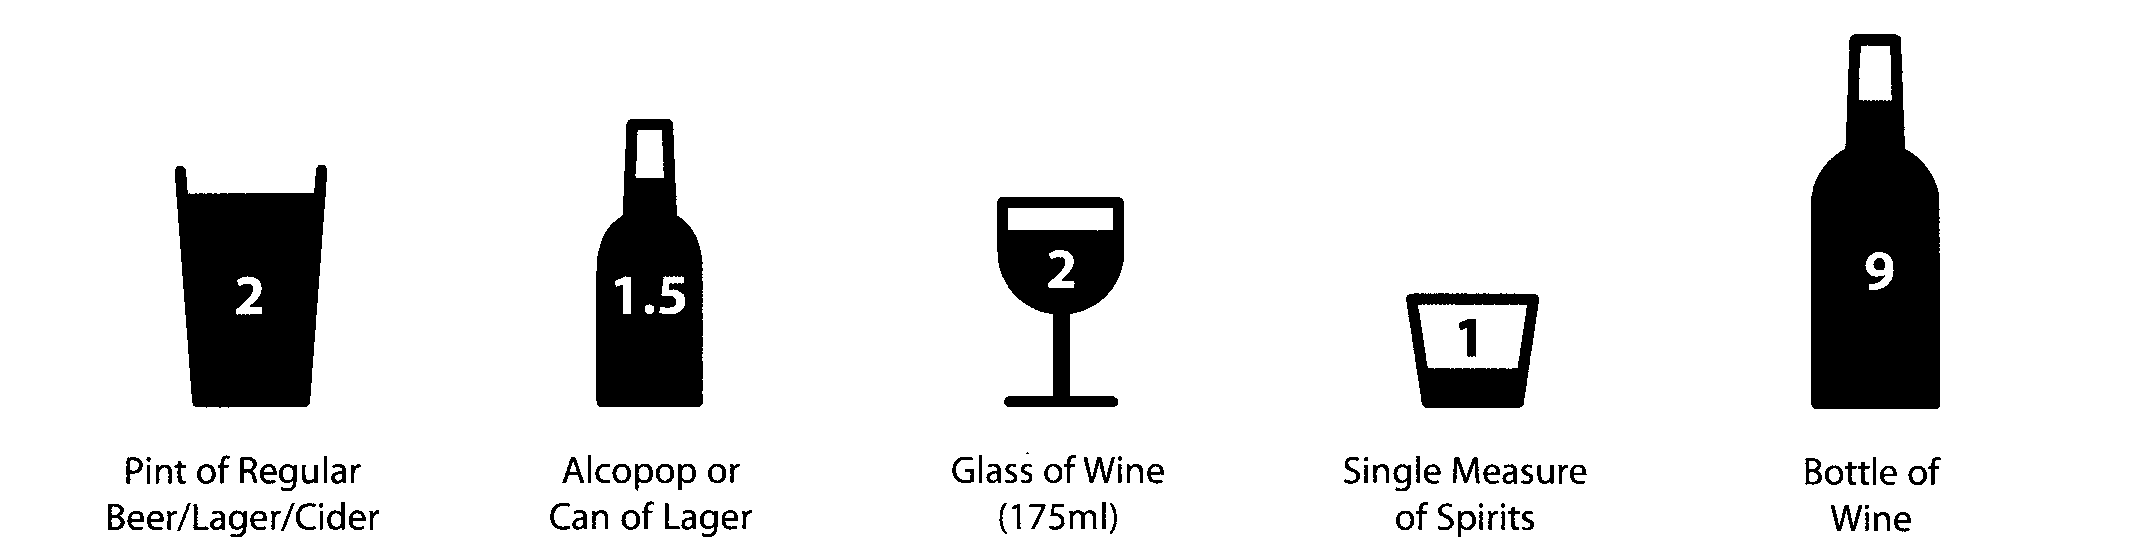 2
1.5
2
1
9
Pint of Regular
Beer/Lager/Cider
Alcopop or
Can of Lager
Glass of Wine
(175ml)
Single Measure
of Spirits
Bottle of
Wine